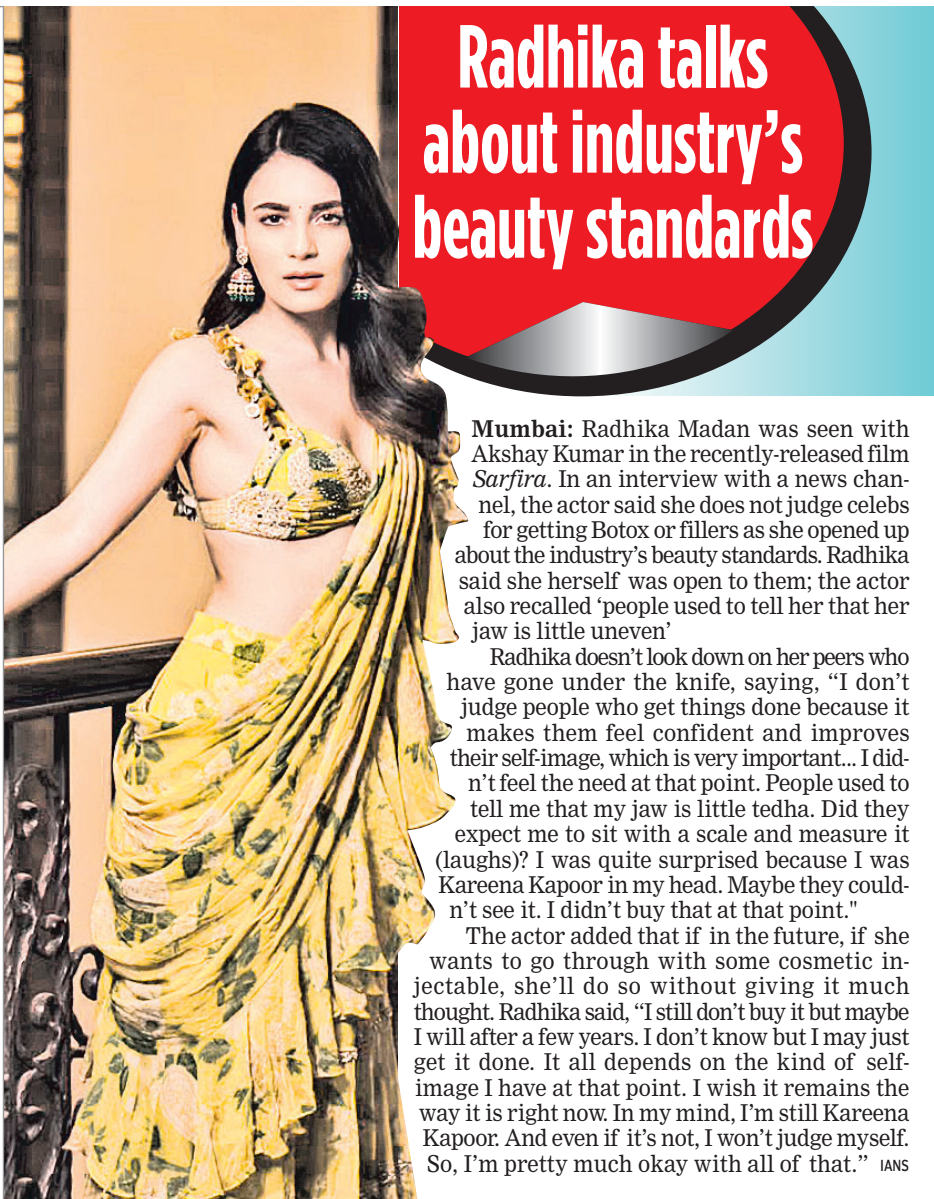 Radhika talks
about industry's
beauty standards
Mumbai: Radhika Madan was seen with
Akshay Kumar in the recently-released film
Sarfira. In an interview with a news chan-
nel, the actor said she does not judge celebs
for getting Botox or fillers as she opened up
about the industry's beauty standards. Radhika
said she herself was open to them; the actor
also recalled ‘people used to tell her that her
jaw is little uneven’
Radhika doesn't look down on her peers who
have gone under the knife, saying, “I don't
judge people who get things done because it
makes them feel confident and improves
their self-image, which is very important... I did-
n't feel the need at that point. People used to
tell me that my jaw is little tedha. Did they
expect me to sit with a scale and measure it
(laughs)? I was quite surprised because I was
Kareena Kapoor in my head. Maybe they could-
n't see it. I didn't buy that at that point."
The actor added that if in the future, if she
wants to go through with some cosmetic in-
jectable, she'll do so without giving it much
thought. Radhika said, “I still don't buy it but maybe
I will after a few years. I don't know but I may just
get it done. It all depends on the kind of self-
image I have at that point. I wish it remains the
way it is right now. In my mind, I'm still Kareena
Kapoor. And even if it's not, I won't judge myself.
So, I'm pretty much okay with all of that.” IANS